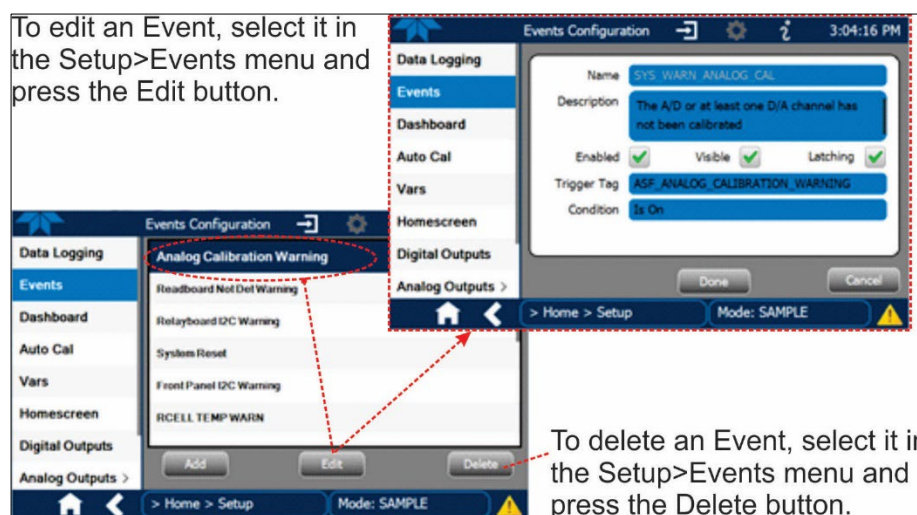 To edit an Event, select it in
the Setup>Events menu and
press the Edit button.
Events Configuration
3:04:16 PM
Data Logging
Events
Dashboard
Auto Cal
Vars
Homescreen
Digital Outputs
Analog Outputs >
Name SYS_WARN_ANALOG_CAL
Description The A/D or at least one D/A channel has
not been calibrated
Enabled Visible Latching
Trigger Tag ASF_ANALOG_CALIBRATION_WARNING
Condition Is On
Done Cancel
> Home > Setup Mode: SAMPLE
Events Configuration
Data Logging
Events
Dashboard
Auto Cal
Vars
Homescreen
Digital Outputs
Analog Outputs >
Analog Calibration Warning
Readboard Not Det Warning
Relayboard I2C Warning
System Reset
Front Panel I2C Warning
RCELL TEMP WARN
Add Edit Delete
> Home > Setup Mode: SAMPLE
To delete an Event, select it in
the Setup>Events menu and
press the Delete button.